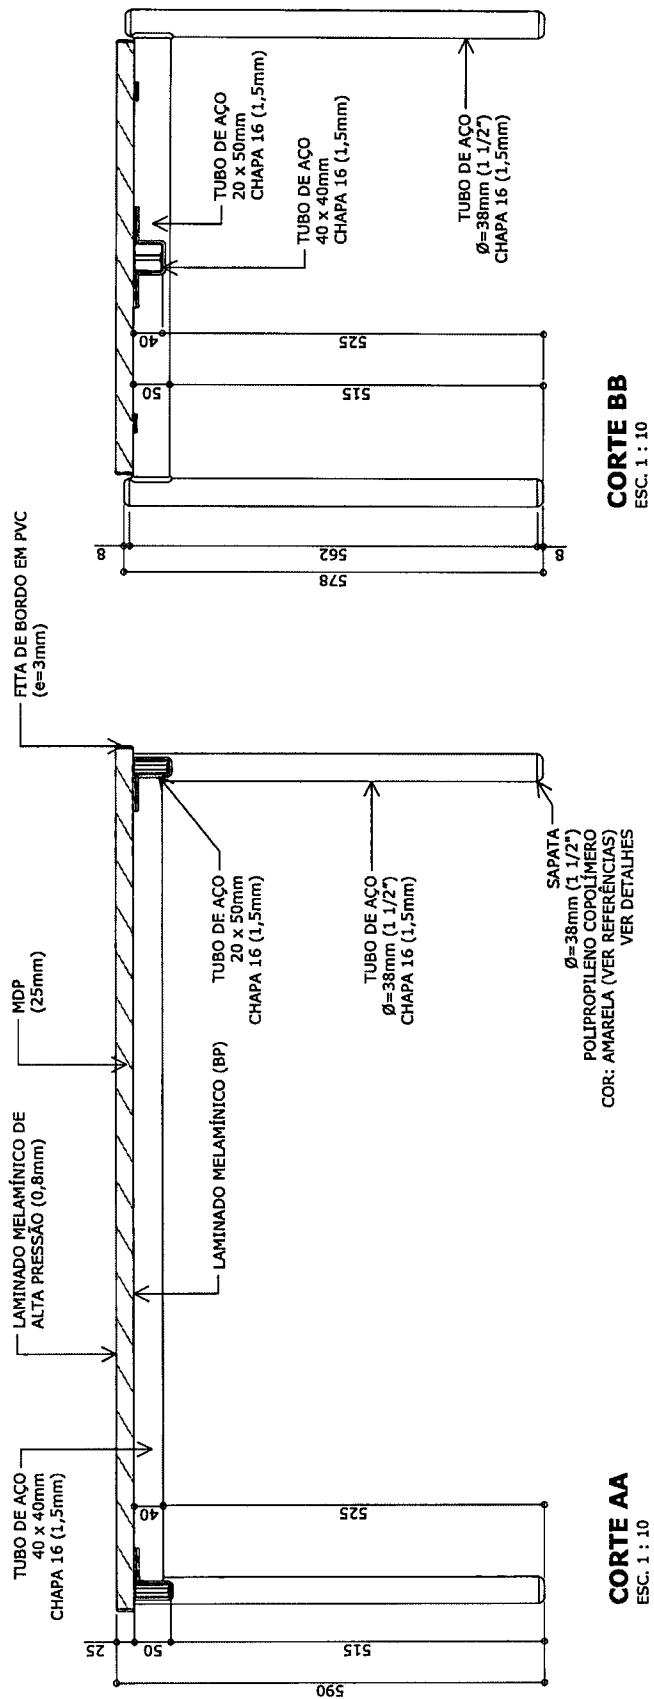 TUBO DE AÇO
40 x 40mm
CHAPA 16 (1,5mm)
LAMINADO MELAMÍNICO DE
ALTA PRESSÃO (0,8mm)
MDP
(25mm)
FITA DE BORDO EM PVC
(e=3mm)
LAMINADO MELAMÍNICO (BP)
TUBO DE AÇO
20 x 50mm
CHAPA 16 (1,5mm)
TUBO DE AÇO
Ø=38mm (1 1/2")
CHAPA 16 (1,5mm)
SAPATA
Ø=38mm (1 1/2")
POLIPROPILENO COPOLÍMERO
COR: AMARELA (VER REFERÊNCIAS)
VER DETALHES
25
50
515
590
40
525
CORTE AA
ESC. 1 : 10
8
562
8
578
50
515
40
525
TUBO DE AÇO
20 x 50mm
CHAPA 16 (1,5mm)
TUBO DE AÇO
40 x 40mm
CHAPA 16 (1,5mm)
TUBO DE AÇO
Ø=38mm (1 1/2")
CHAPA 16 (1,5mm)
CORTE BB
ESC. 1 : 10